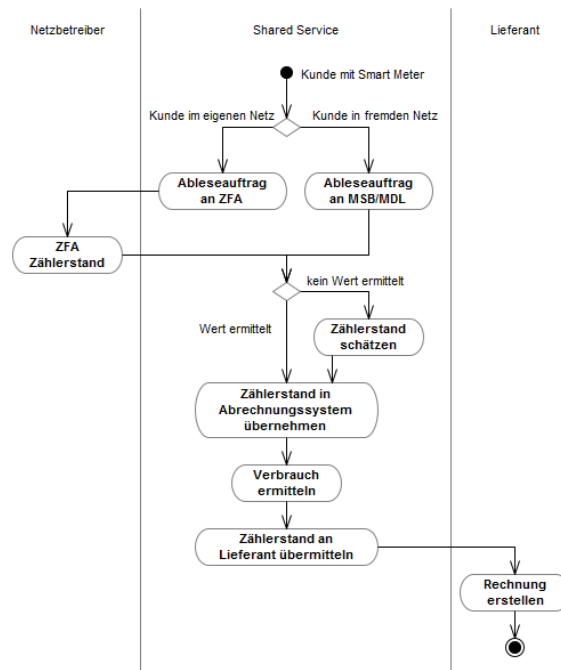 Netzbetreiber
Shared Service
Lieferant
Kunde mit Smart Meter
Kunde im eigenen Netz
Kunde in fremden Netz
Ableseauftrag
an ZFA
Ableseauftrag
an MSB/MDL
ZFA
Zählerstand
kein Wert ermittelt
Wert ermittelt
Zählerstand
schätzen
Zählerstand in
Abrechnungssystem
übernehmen
Verbrauch
ermitteln
Zählerstand an
Lieferant übermitteln
Rechnung
erstellen